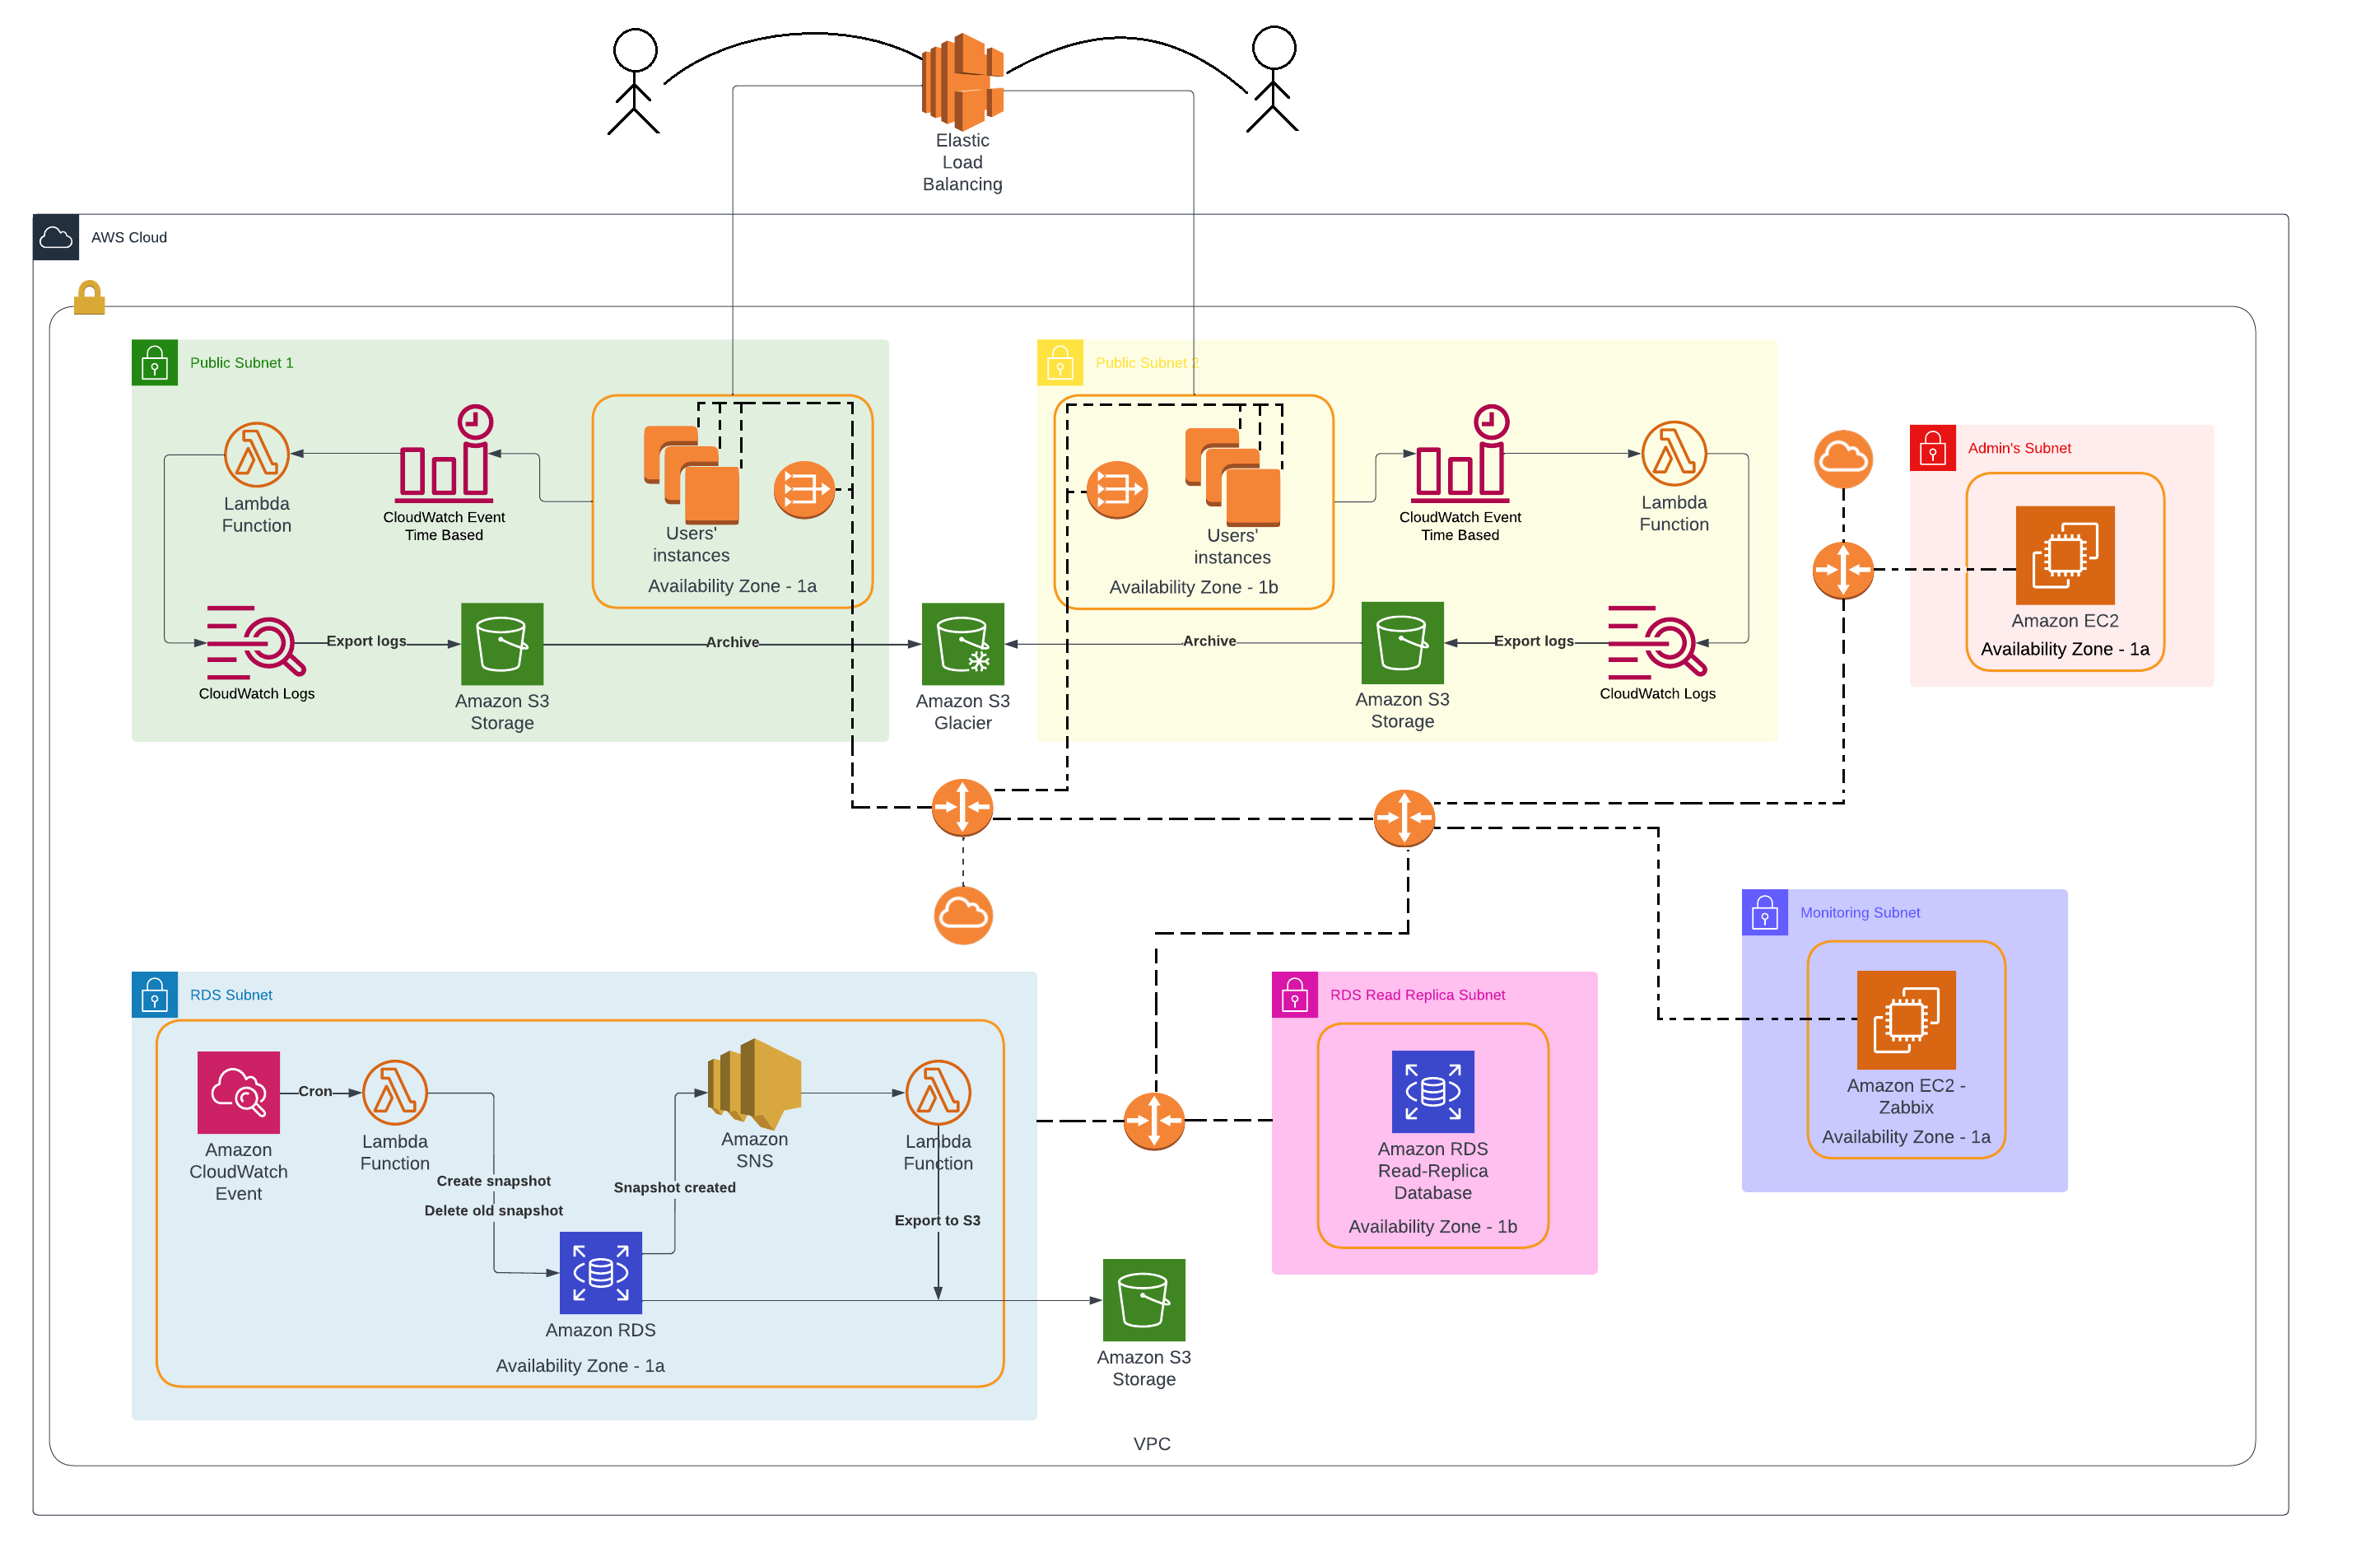 Elastic
Load
Balancing
AWS Cloud
Public Subnet 1
Public Subnet 2
Lambda
Function
CloudWatch Event
Time Based
Users'
instances
Availability Zone - 1a
Users'
instances
Availability Zone - 1b
CloudWatch Event
Time Based
Lambda
Function
Admin's Subnet
Amazon EC2
Availability Zone - 1a
CloudWatch Logs
Export logs
Amazon S3
Storage
Archive
Amazon S3
Glacier
Archive
Amazon S3
Storage
Export logs
CloudWatch Logs
Monitoring Subnet
Amazon EC2 -
Zabbix
Availability Zone - 1a
RDS Subnet
Amazon
CloudWatch
Event
Cron
Lambda
Function
Create snapshot
Delete old snapshot
Amazon RDS
Snapshot created
Amazon
SNS
Lambda
Function
Export to S3
Availability Zone - 1a
Amazon S3
Storage
RDS Read Replica Subnet
Amazon RDS
Read-Replica
Database
Availability Zone - 1b
VPC